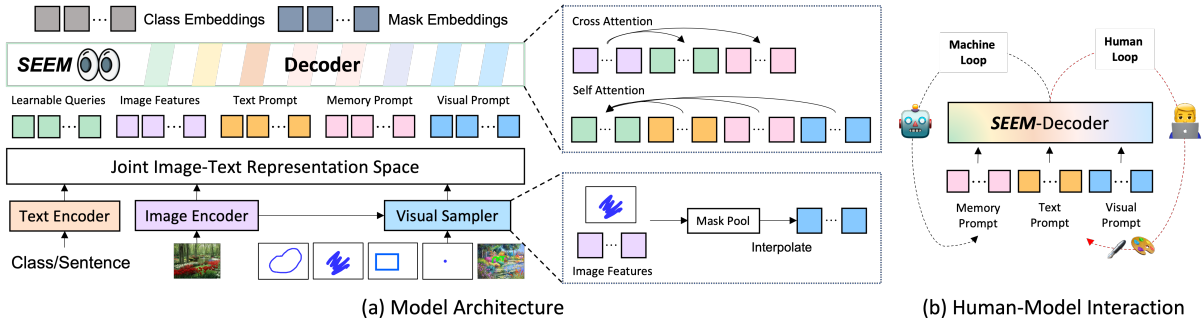 Class Embeddings
Mask Embeddings
SEEM
Decoder
Learnable Queries
Image Features
Text Prompt
Memory Prompt
Visual Prompt
Joint Image-Text Representation Space
Text Encoder
Image Encoder
Visual Sampler
Class/Sentence
Cross Attention
Self Attention
Mask Pool
Interpolate
Image Features
(a) Model Architecture
Machine
Loop
Human
Loop
SEEM-Decoder
Memory
Prompt
Text
Prompt
Visual
Prompt
(b) Human-Model Interaction